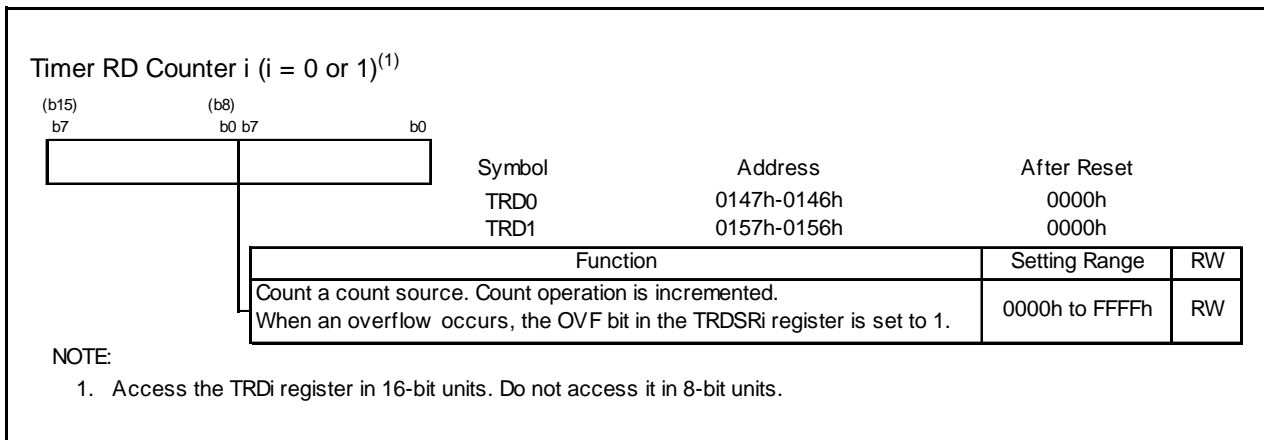 Timer RD Counter i (i = 0 or 1)(1)
(b15) (b8)
b7 b0 b7 b0
Symbol Address After Reset
TRD0 0147h-0146h 0000h
TRD1 0157h-0156h 0000h
Function Setting Range RW
Count a count source. Count operation is incremented.
When an overflow occurs, the OVF bit in the TRDSRi register is set to 1.
0000h to FFFFh RW
NOTE:
1. Access the TRDi register in 16-bit units. Do not access it in 8-bit units.